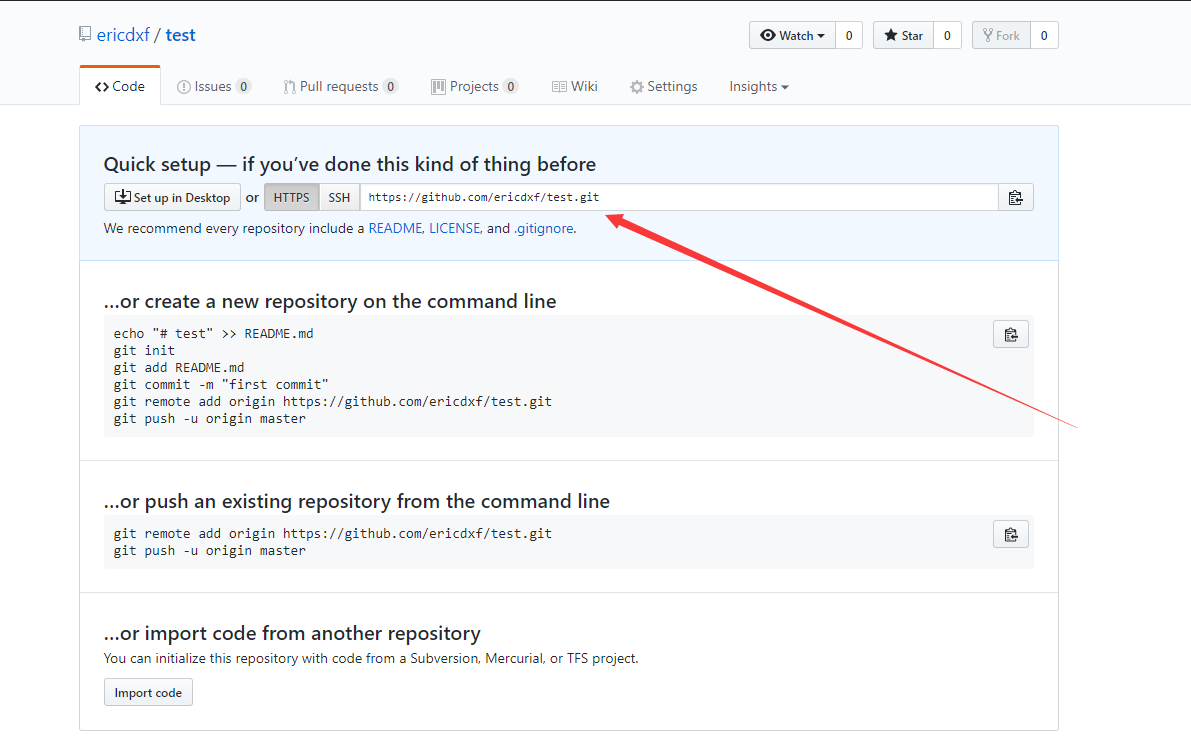 ericdxf / test
Watch 0 Star 0 Fork 0
Code Issues 0 Pull requests 0 Projects 0 Wiki Settings Insights
Quick setup — if you’ve done this kind of thing before
Set up in Desktop or HTTPS SSH https://github.com/ericdxf/test.git
We recommend every repository include a README, LICENSE, and .gitignore.
…or create a new repository on the command line
echo "# test" >> README.md
git init
git add README.md
git commit -m "first commit"
git remote add origin https://github.com/ericdxf/test.git
git push -u origin master
…or push an existing repository from the command line
git remote add origin https://github.com/ericdxf/test.git
git push -u origin master
…or import code from another repository
You can initialize this repository with code from a Subversion, Mercurial, or TFS project.
Import code